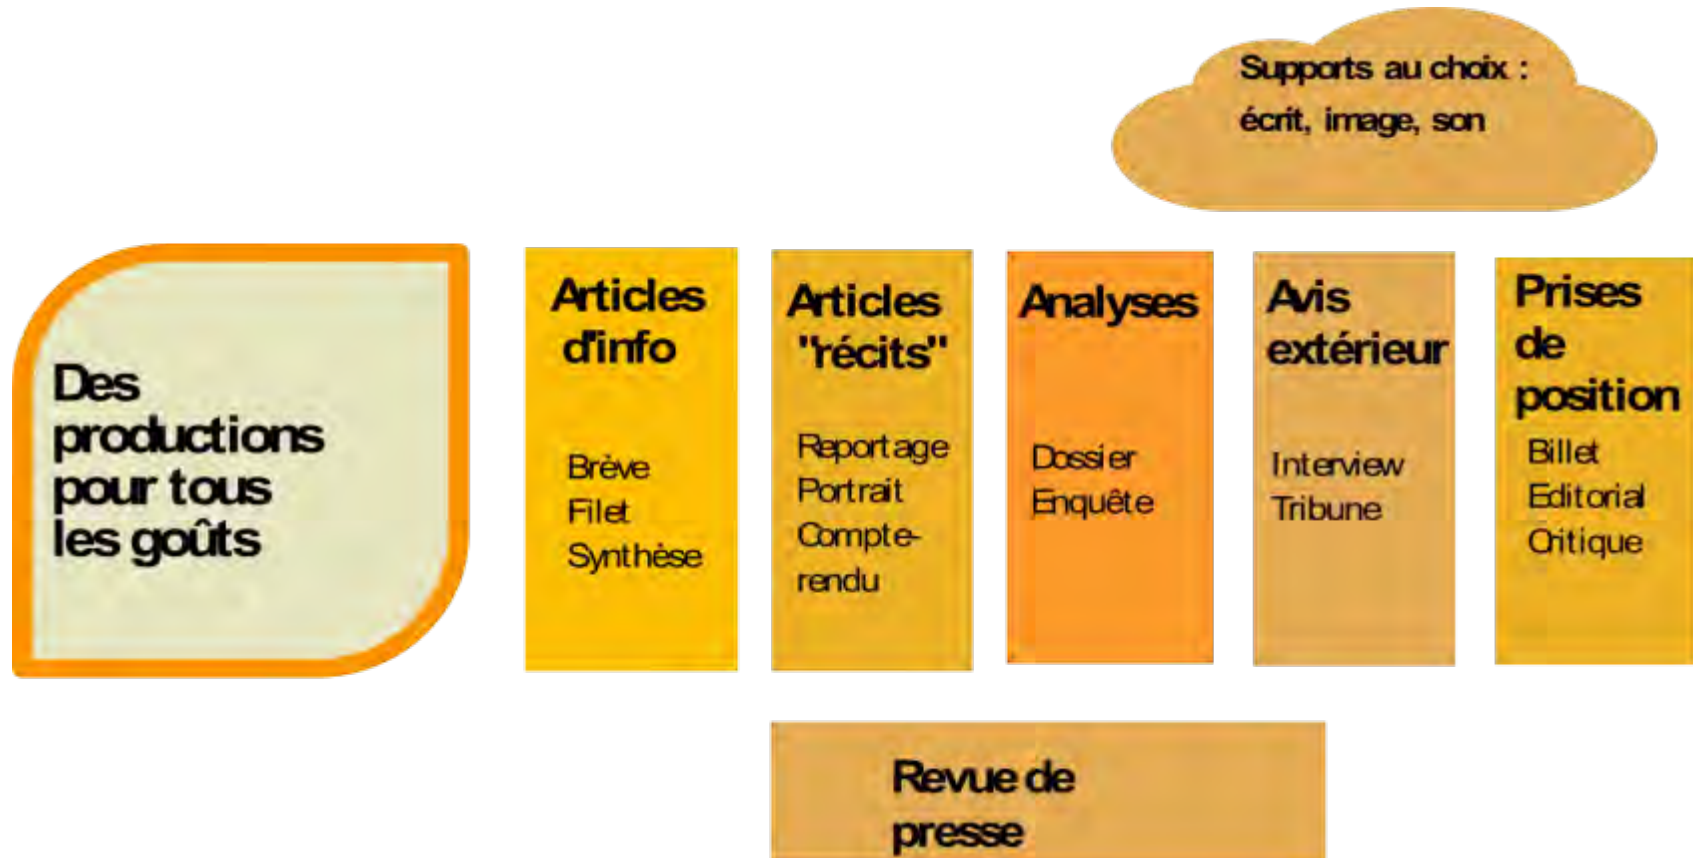 Supports au choix :
écrit, image, son
Des
productions
pour tous
les goûts
Articles
d'info
Brève
Filet
Synthèse
Articles
"récits"
Reportage
Portrait
Compte-
rendu
Analyses
Dossier
Enquête
Avis
extérieur
Interview
Tribune
Prises
de
position
Billet
Editorial
Critique
Revue de
presse